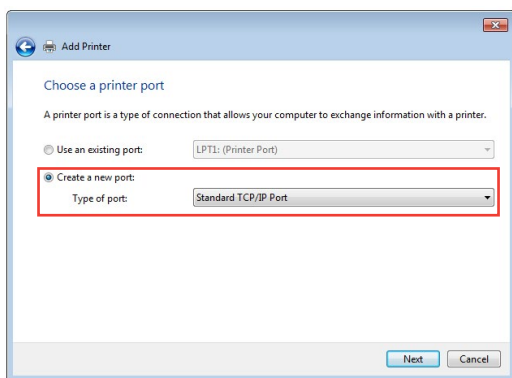 Add Printer
Choose a printer port
A printer port is a type of connection that allows your computer to exchange information with a printer.
Use an existing port: LPT1: (Printer Port)
Create a new port:
Type of port: Standard TCP/IP Port
Next Cancel